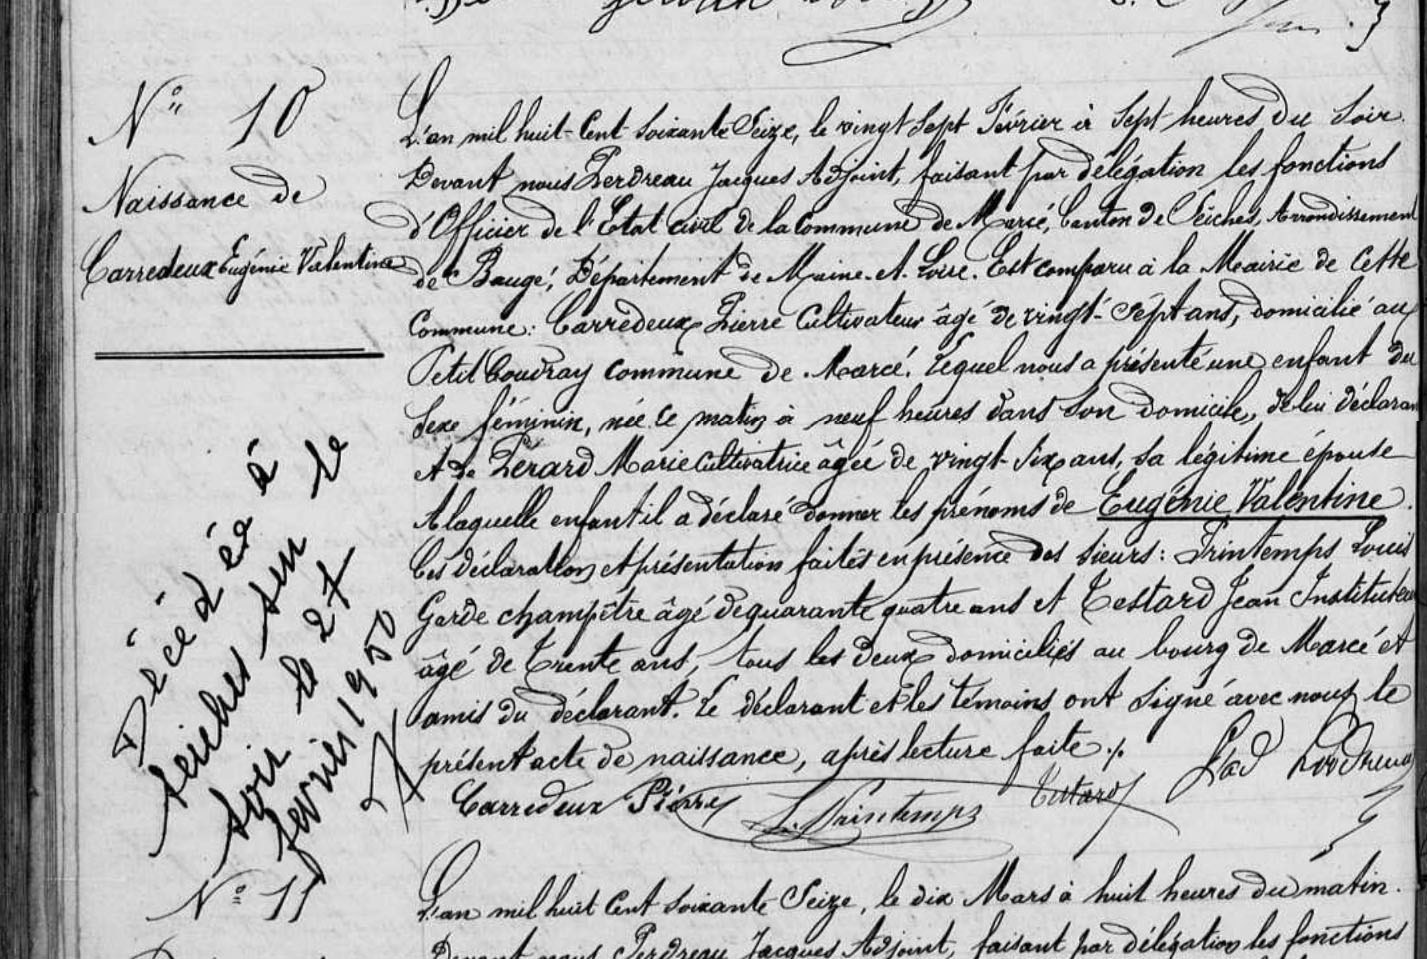 N° 10
Naissance de
Carredeux Eugénie Valentine
L'an mil huit-Cent soixante Seize, le vingt Sept Février à Sept heures Du Soir.
Devant nous Perdreau Jacques Adjoint, faisant par délégation les fonctions
d'Officier de l'Etat civil de la Commune de Marcé, Canton de Seiches, Arrondissement
de Baugé, Département de Maine-et-Loire. Est comparu à la Mairie de Cette
Commune: Carredeux Pierre Cultivateur âgé de vingt-sept ans, domicilié au
Petit Coudray commune de Marcé. Lequel nous a présenté une enfant du
Sexe féminin, née ce matin à neuf heures dans son domicile, de lui déclarant
et de Pérard Marie Cultivatrice âgée de vingt-six ans, sa légitime épouse
A laquelle enfant il a déclaré donner les prénoms de Eugénie Valentine.
Ces déclaration et présentation faites en présence des sieurs: Printemps Louis
Garde champêtre âgé de quarante quatre ans et Testard Jean Instituteur
âgé de Trente ans, tous les deux domiciliés au bourg de Marcé et
amis du déclarant. Le déclarant et les témoins ont signé avec nous le
présent acte de naissance, après lecture faite ./.
Carredeux Pierre L. Printemps Testard
Décédée à
Seiches sur le
Loir le 27
février 1950
N° 11
L'an mil huit Cent soixante Seize, le dix Mars à huit heures du matin.
Devant nous Perdreau Jacques Adjoint, faisant par délégation les fonctions